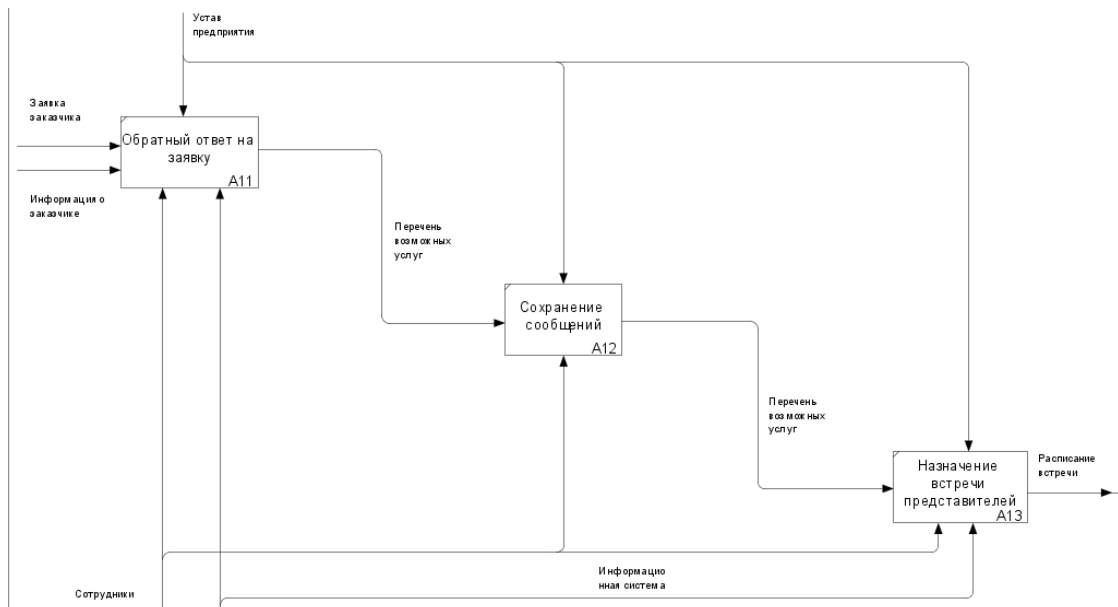 Устав
предприятия
Заявка
заказчика
Обратный ответ на
заявку
A11
Информация о
заказчике
Перечень
возможных
услуг
Сохранение
сообщений
A12
Перечень
возможных
услуг
Назначение
встречи
представителей
A13
Расписание
встречи
Сотрудники
Информацио
нная система